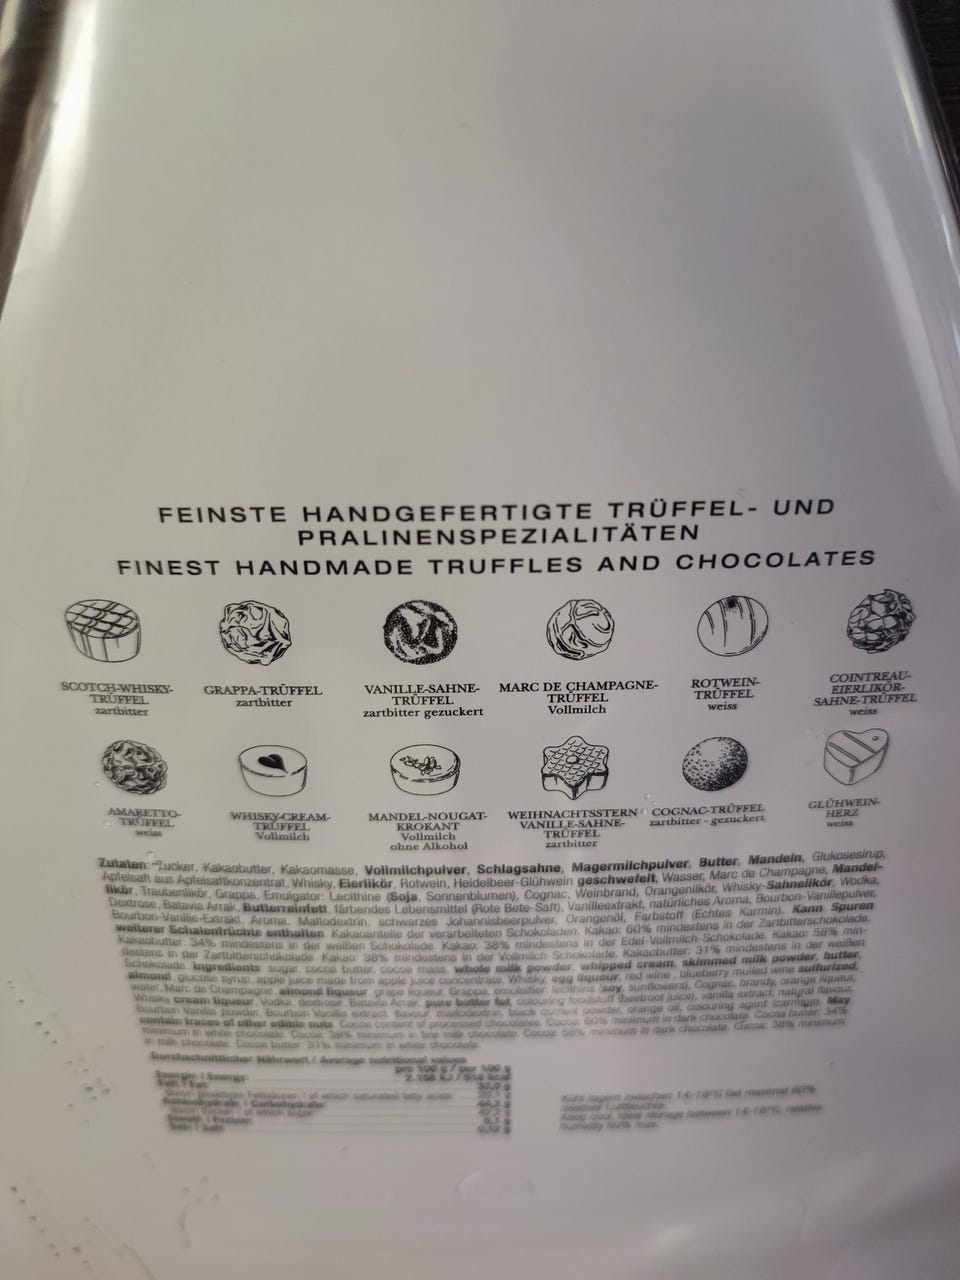 FEINSTE HANDGEFERTIGTE TRÜFFEL- UND
PRALINENSPEZIALITÄTEN
FINEST HANDMADE TRUFFLES AND CHOCOLATES
SCOTCH-WHISKY-
TRÜFFEL
zartbitter
GRAPPA-TRÜFFEL
zartbitter
VANILLE-SAHNE-
TRÜFFEL
zartbitter gezuckert
MARC DE CHAMPAGNE-
TRÜFFEL
Vollmilch
ROTWEIN-
TRÜFFEL
weiss
COINTREAU-
EIERLIKÖR-
SAHNE-TRÜFFEL
weiss
AMARETTO-
TRÜFFEL
weiss
WHISKY-CREAM-
TRÜFFEL
Vollmilch
MANDEL-NOUGAT-
KROKANT
Vollmilch
ohne Alkohol
WEIHNACHTSSTERN
VANILLE-SAHNE-
TRÜFFEL
zartbitter
COGNAC-TRÜFFEL
zartbitter - gezuckert
GLÜHWEIN-
HERZ
weiss
Zutaten: Zucker, Kakaobutter, Kakaomasse, Vollmilchpulver, Schlagsahne, Magermilchpulver, Butter, Mandeln, Glukosesirup,
Apfelsaft aus Apfelsaftkonzentrat, Whisky, Eierlikör, Rotwein, Heidelbeer-Glühwein geschwefelt, Wasser, Marc de Champagne, Mandel-
likör, Traubenlikör, Grappa, Emulgator: Lecithine (Soja, Sonnenblumen), Cognac, Weinbrand, Orangenlikör, Whisky-Sahnelikör, Wodka,
Dextrose, Batavia Arrak, Butterreinfett, färbendes Lebensmittel (Rote Bete-Saft), Vanilleextrakt, natürliches Aroma, Bourbon-Vanillepulver,
Bourbon-Vanille-Extrakt, Aroma, Maltodextrin, schwarzes Johannisbeerpulver, Orangenöl, Farbstoff (Echtes Karmin). Kann Spuren
weiterer Schalenfrüchte enthalten. Kakaoanteile der verarbeiteten Schokoladen. Kakao: 60% mindestens in der Zartbitterschokolade.
Kakaobutter: 34% mindestens in der weißen Schokolade. Kakao: 38% mindestens in der Edel-Vollmilch-Schokolade. Kakao: 58% min-
destens in der Zartbitterschokolade. Kakao: 38% mindestens in der Vollmilch-Schokolade. Kakaobutter: 31% mindestens in der weißen
Schokolade. Ingredients: sugar, cocoa butter, cocoa mass, whole milk powder, whipped cream, skimmed milk powder, butter,
almond, glucose syrup, apple juice made from apple juice concentrate, Whisky, egg liqueur, red wine, blueberry mulled wine sulfurized,
water, Marc de Champagne, almond liqueur, grape liqueur, Grappa, emulsifier lecithins (soy, sunflowers), Cognac, brandy, orange liqueur,
Whisky cream liqueur, Vodka, dextrose, Batavia Arrak, pure butter fat, colouring foodstuff (beetroot juice), vanilla extract, natural flavour,
Bourbon Vanilla powder, Bourbon Vanilla extract, flavour, maltodextrin, black currant powder, orange oil, colouring agent (carmine). May
contain traces of other edible nuts. Cocoa content of processed chocolates. Cocoa: 60% minimum in dark chocolate. Cocoa butter: 34%
minimum in white chocolate. Cocoa: 38% minimum in fine milk chocolate. Cocoa: 58% minimum in dark chocolate. Cocoa: 38% minimum
in milk chocolate. Cocoa butter: 31% minimum in white chocolate.
Durchschnittlicher Nährwert / Average nutritional values
pro 100 g / per 100 g
Energie / Energy:
Fett / Fat
Kohlenhydrate / Carbohydrate
Salz / Salt